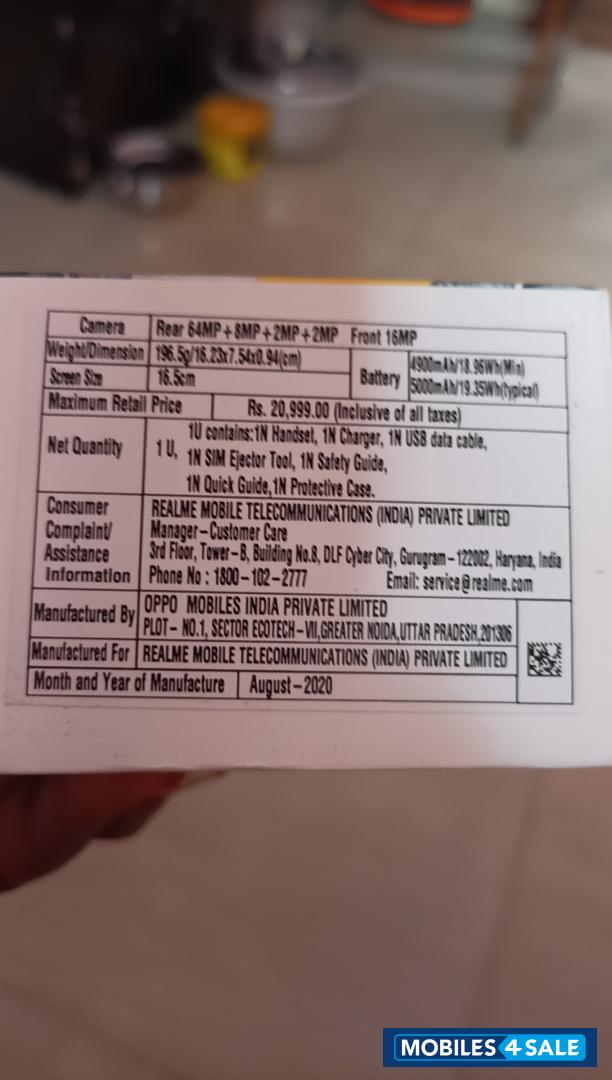 Camera Rear 64MP+8MP+2MP+2MP Front 16MP
Weight/Dimension 196.5g/16.23x7.54x0.94(cm)
Screen Size 16.5cm
Battery 4900mAh/18.96Wh(Min)
5000mAh/19.35Wh(typical)
Maximum Retail Price Rs. 20,999.00 (Inclusive of all taxes)
Net Quantity 1 U, 1U contains:1N Handset, 1N Charger, 1N USB data cable,
1N SIM Ejector Tool, 1N Safety Guide,
1N Quick Guide,1N Protective Case.
Consumer Complaint/ Assistance Information
REALME MOBILE TELECOMMUNICATIONS (INDIA) PRIVATE LIMITED
Manager-Customer Care
3rd Floor, Tower-B, Building No.8, DLF Cyber City, Gurugram-122002, Haryana, India
Phone No : 1800-102-2777 Email: service@realme.com
Manufactured By OPPO MOBILES INDIA PRIVATE LIMITED
PLOT- NO.1, SECTOR ECOTECH-VII,GREATER NOIDA,UTTAR PRADESH,201306
Manufactured For REALME MOBILE TELECOMMUNICATIONS (INDIA) PRIVATE LIMITED
Month and Year of Manufacture August-2020
MOBILES 4 SALE